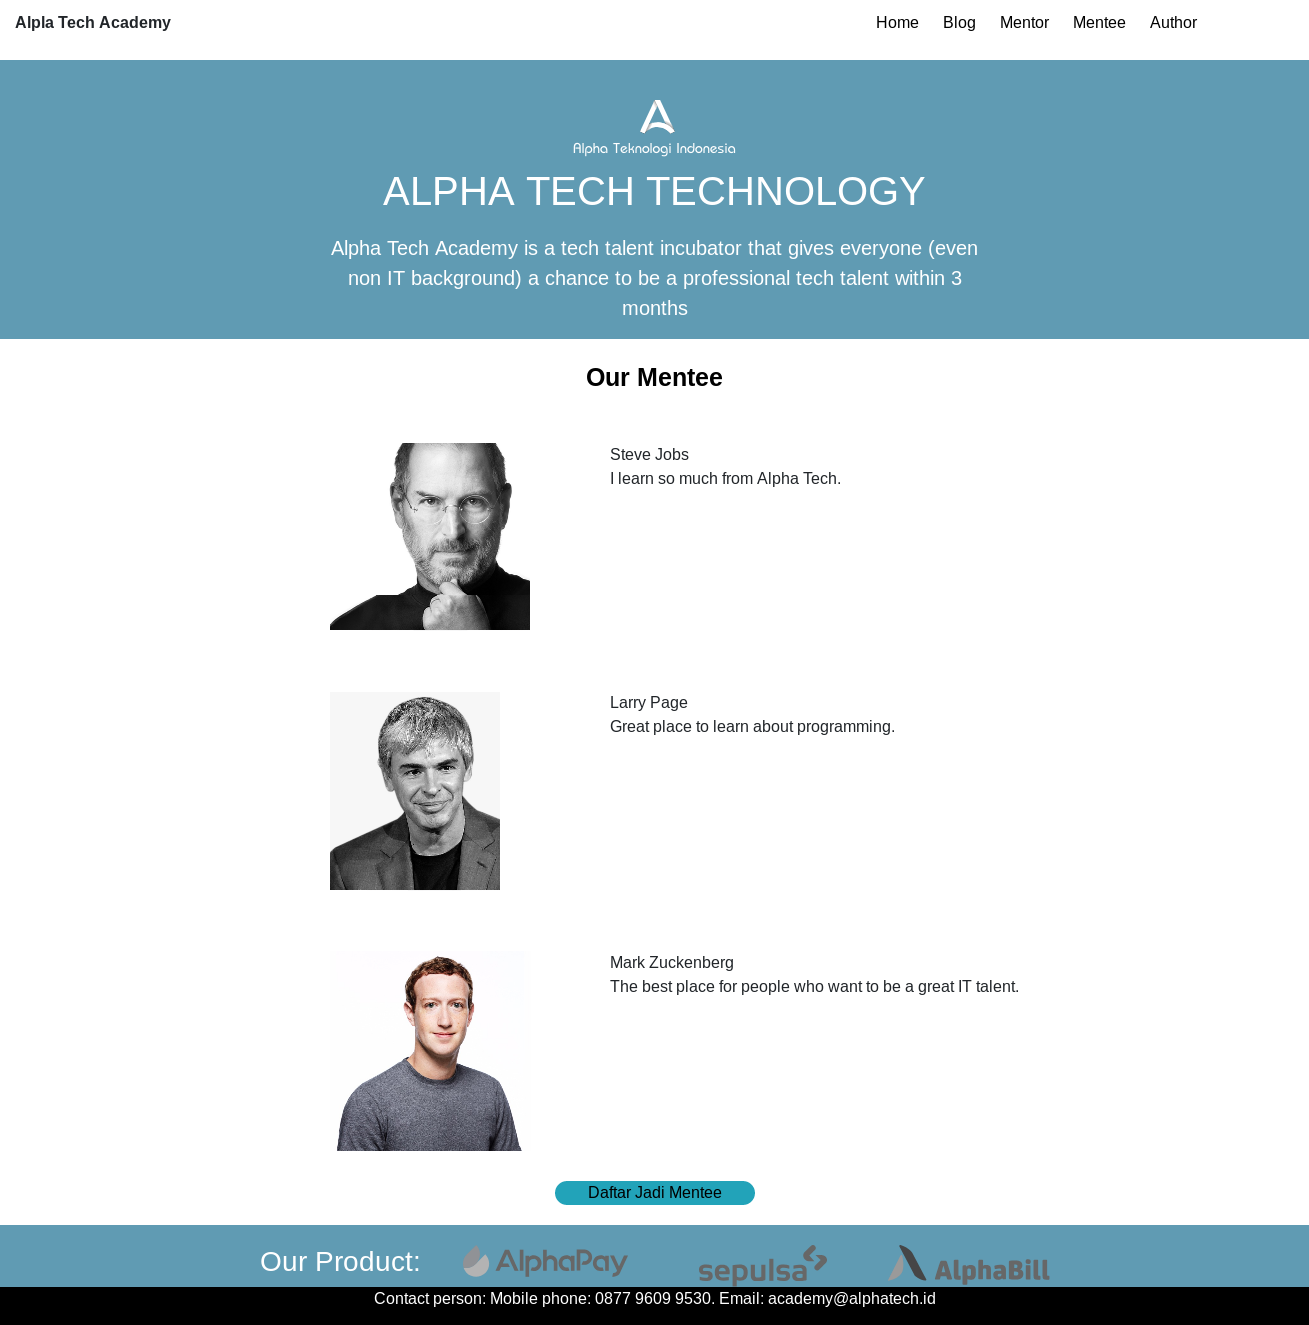 Alpla Tech Academy
Home Blog Mentor Mentee Author
Alpha Teknologi Indonesia
ALPHA TECH TECHNOLOGY
Alpha Tech Academy is a tech talent incubator that gives everyone (even
non IT background) a chance to be a professional tech talent within 3
months
Our Mentee
Steve Jobs
I learn so much from Alpha Tech.
Larry Page
Great place to learn about programming.
Mark Zuckenberg
The best place for people who want to be a great IT talent.
Daftar Jadi Mentee
Our Product: AlphaPay sepulsa AlphaBill
Contact person: Mobile phone: 0877 9609 9530. Email: academy@alphatech.id